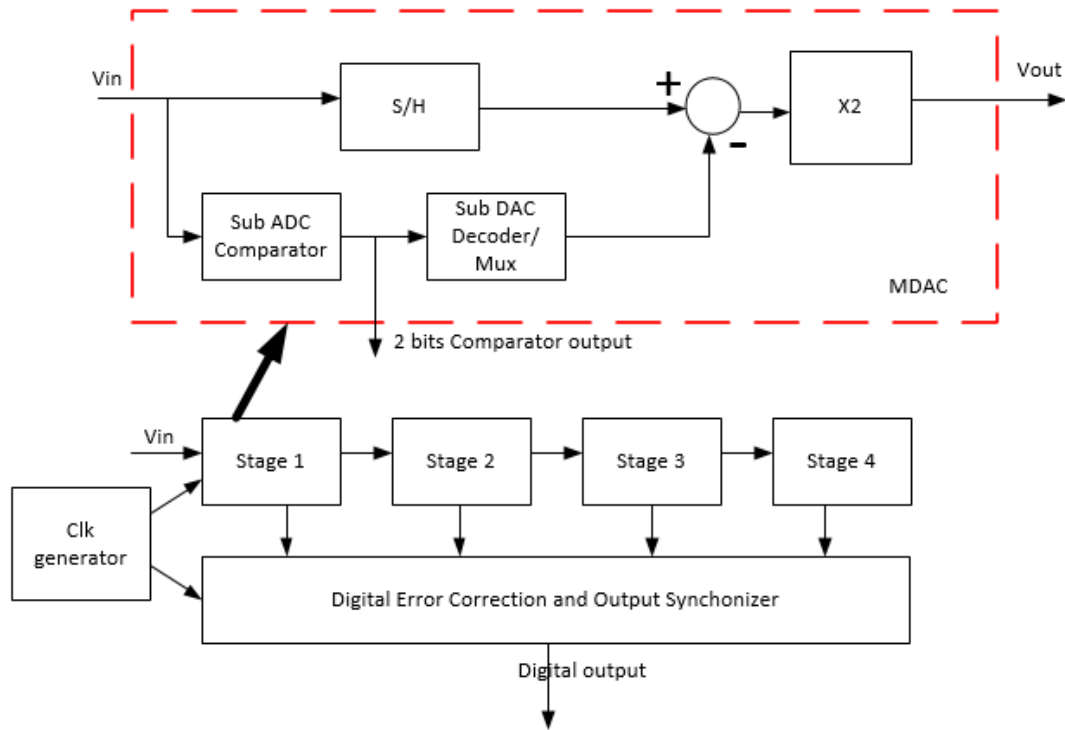 Vin
S/H
+
-
X2
Vout
Sub ADC
Comparator
Sub DAC
Decoder/
Mux
MDAC
2 bits Comparator output
Vin
Stage 1
Stage 2
Stage 3
Stage 4
Clk
generator
Digital Error Correction and Output Synchonizer
Digital output